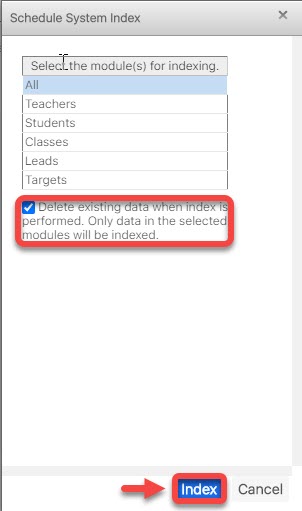 Schedule System Index
Select the module(s) for indexing.
All
Teachers
Students
Classes
Leads
Targets
Delete existing data when index is
performed. Only data in the selected
modules will be indexed.
Index Cancel